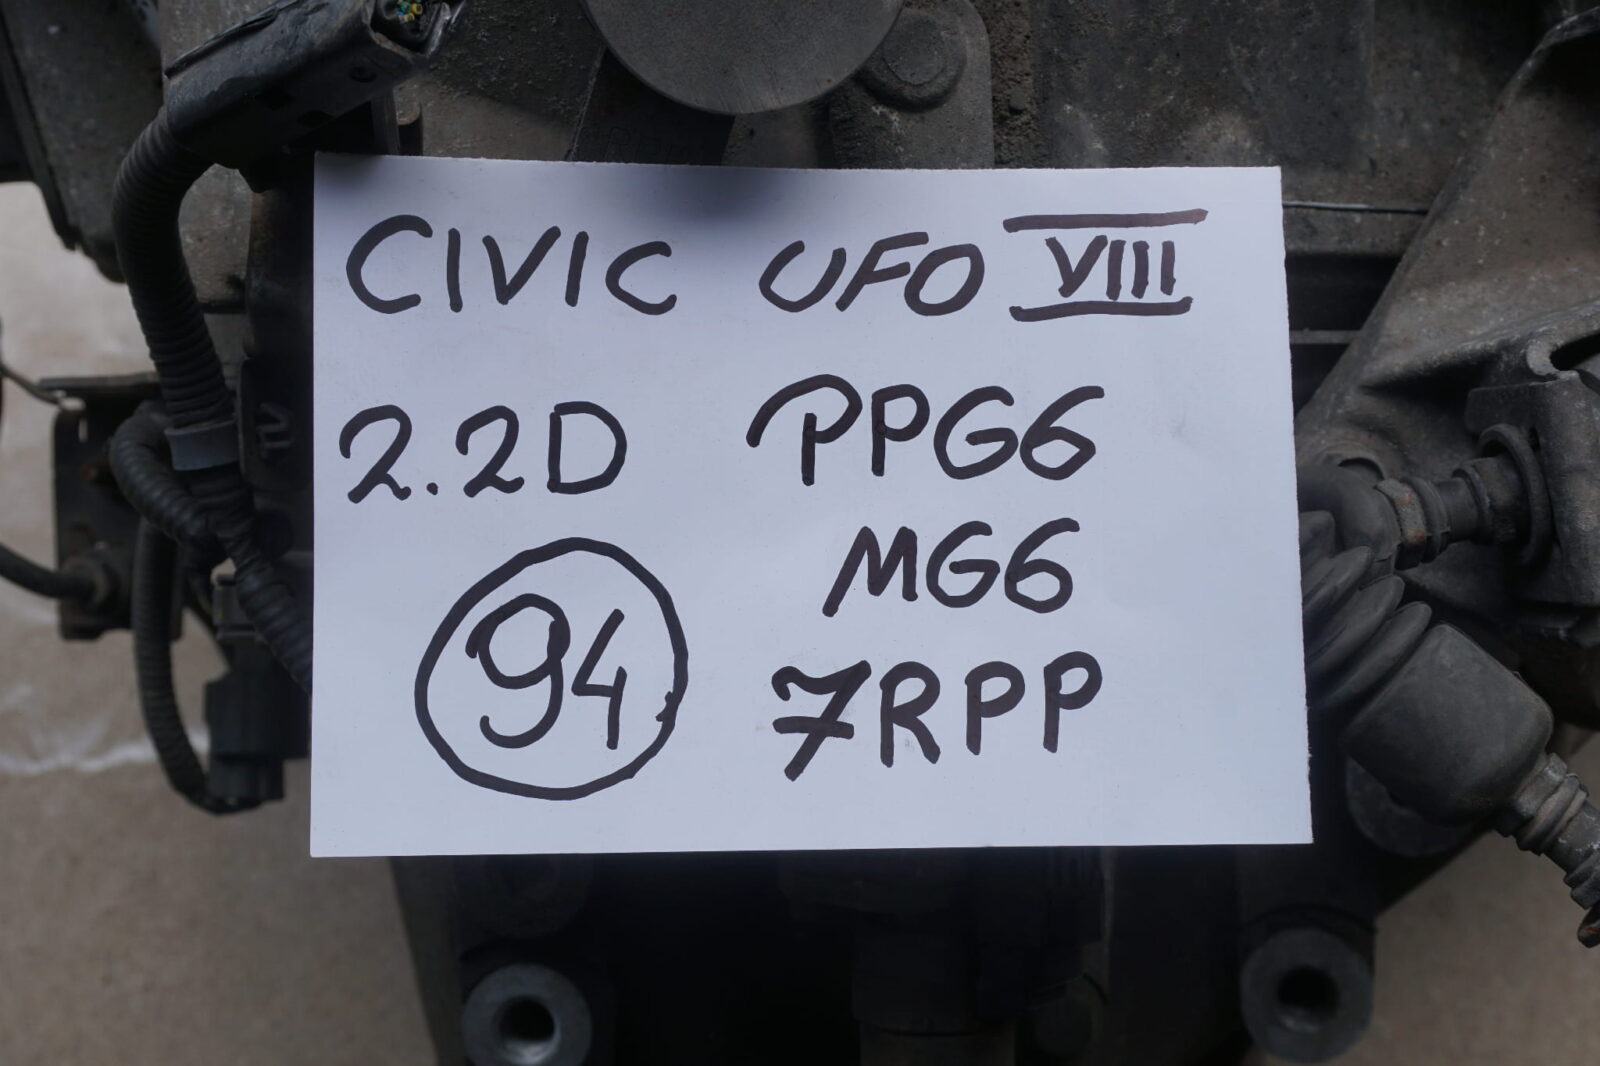 CIVIC UFO VIII
2.2D PPG6
MG6
94 7RPP